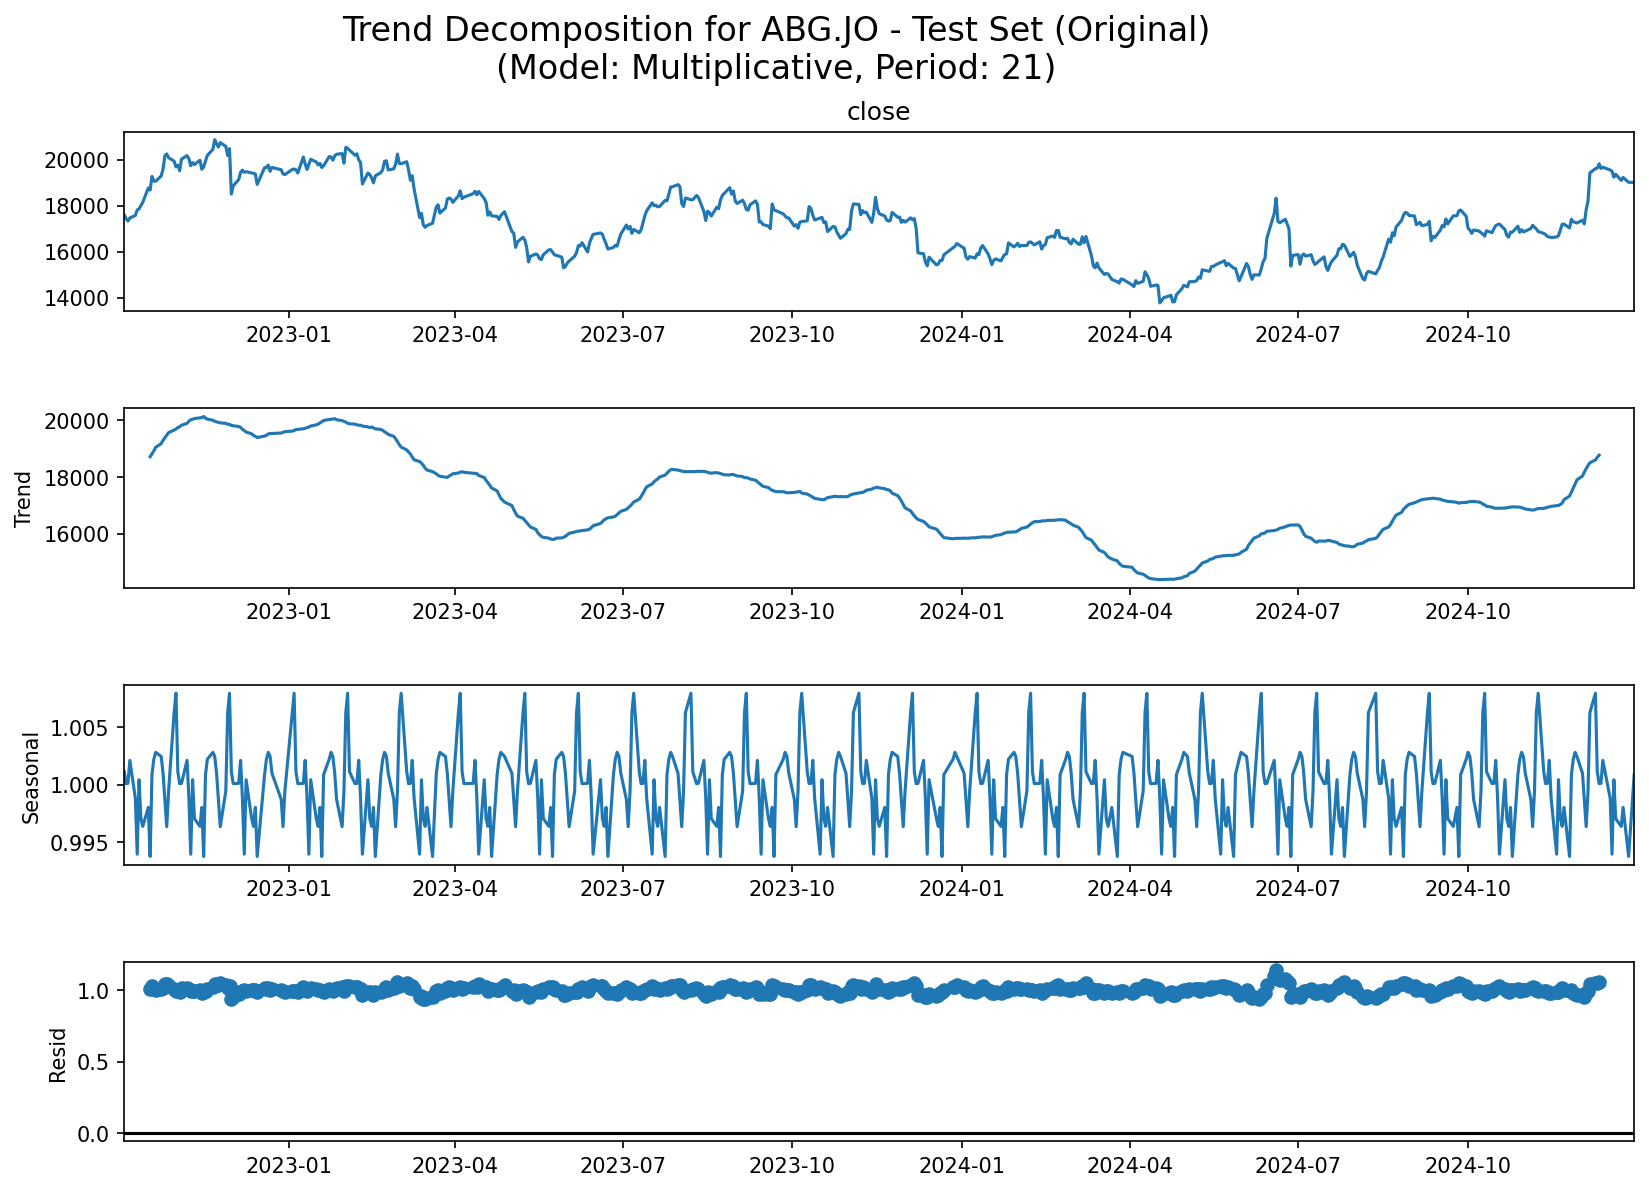 Trend Decomposition for ABG.JO - Test Set (Original)
(Model: Multiplicative, Period: 21)
close
20000
18000
16000
14000
2023-01 2023-04 2023-07 2023-10 2024-01 2024-04 2024-07 2024-10
Trend
20000
18000
16000
2023-01 2023-04 2023-07 2023-10 2024-01 2024-04 2024-07 2024-10
Seasonal
1.005
1.000
0.995
2023-01 2023-04 2023-07 2023-10 2024-01 2024-04 2024-07 2024-10
Resid
1.0
0.5
0.0
2023-01 2023-04 2023-07 2023-10 2024-01 2024-04 2024-07 2024-10